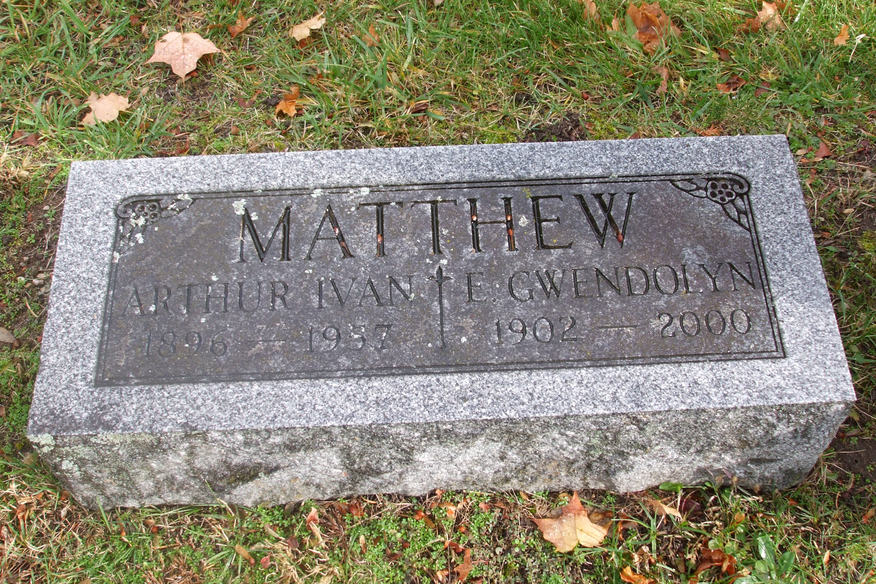 MATTHEW
ARTHUR IVAN E. GWENDOLYN
1896 — 1957 1902 — 2000